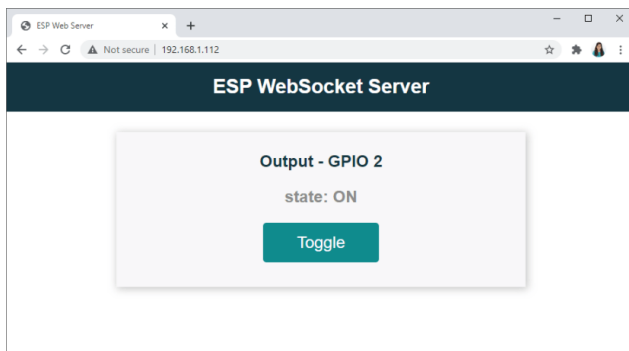 ESP Web Server
Not secure | 192.168.1.112
ESP WebSocket Server
Output - GPIO 2
state: ON
Toggle